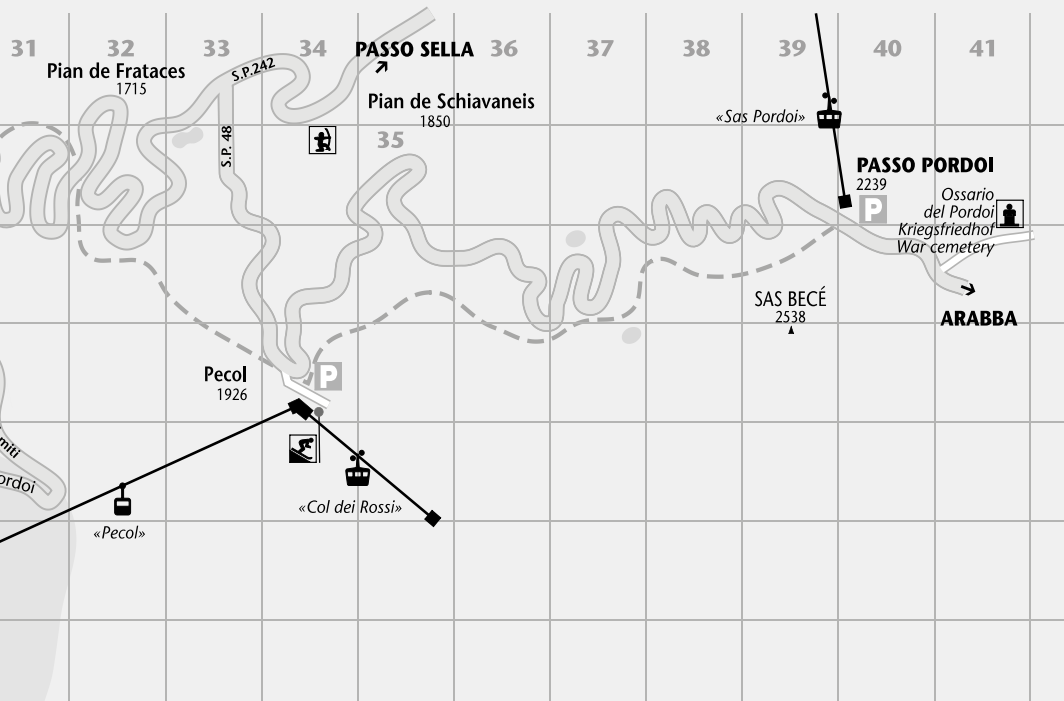 31 32 33 34 36 37 38 39 40 41
PASSO SELLA
Pian de Frataces
1715
S.P.242
Pian de Schiavaneis
1850
35
S.P. 48
«Sas Pordoi»
PASSO PORDOI
2239
P
Ossario
del Pordoi
Kriegsfriedhof
War cemetery
SAS BECÉ
2538
ARABBA
Pecol
1926
P
miti
ordoi
«Col dei Rossi»
«Pecol»